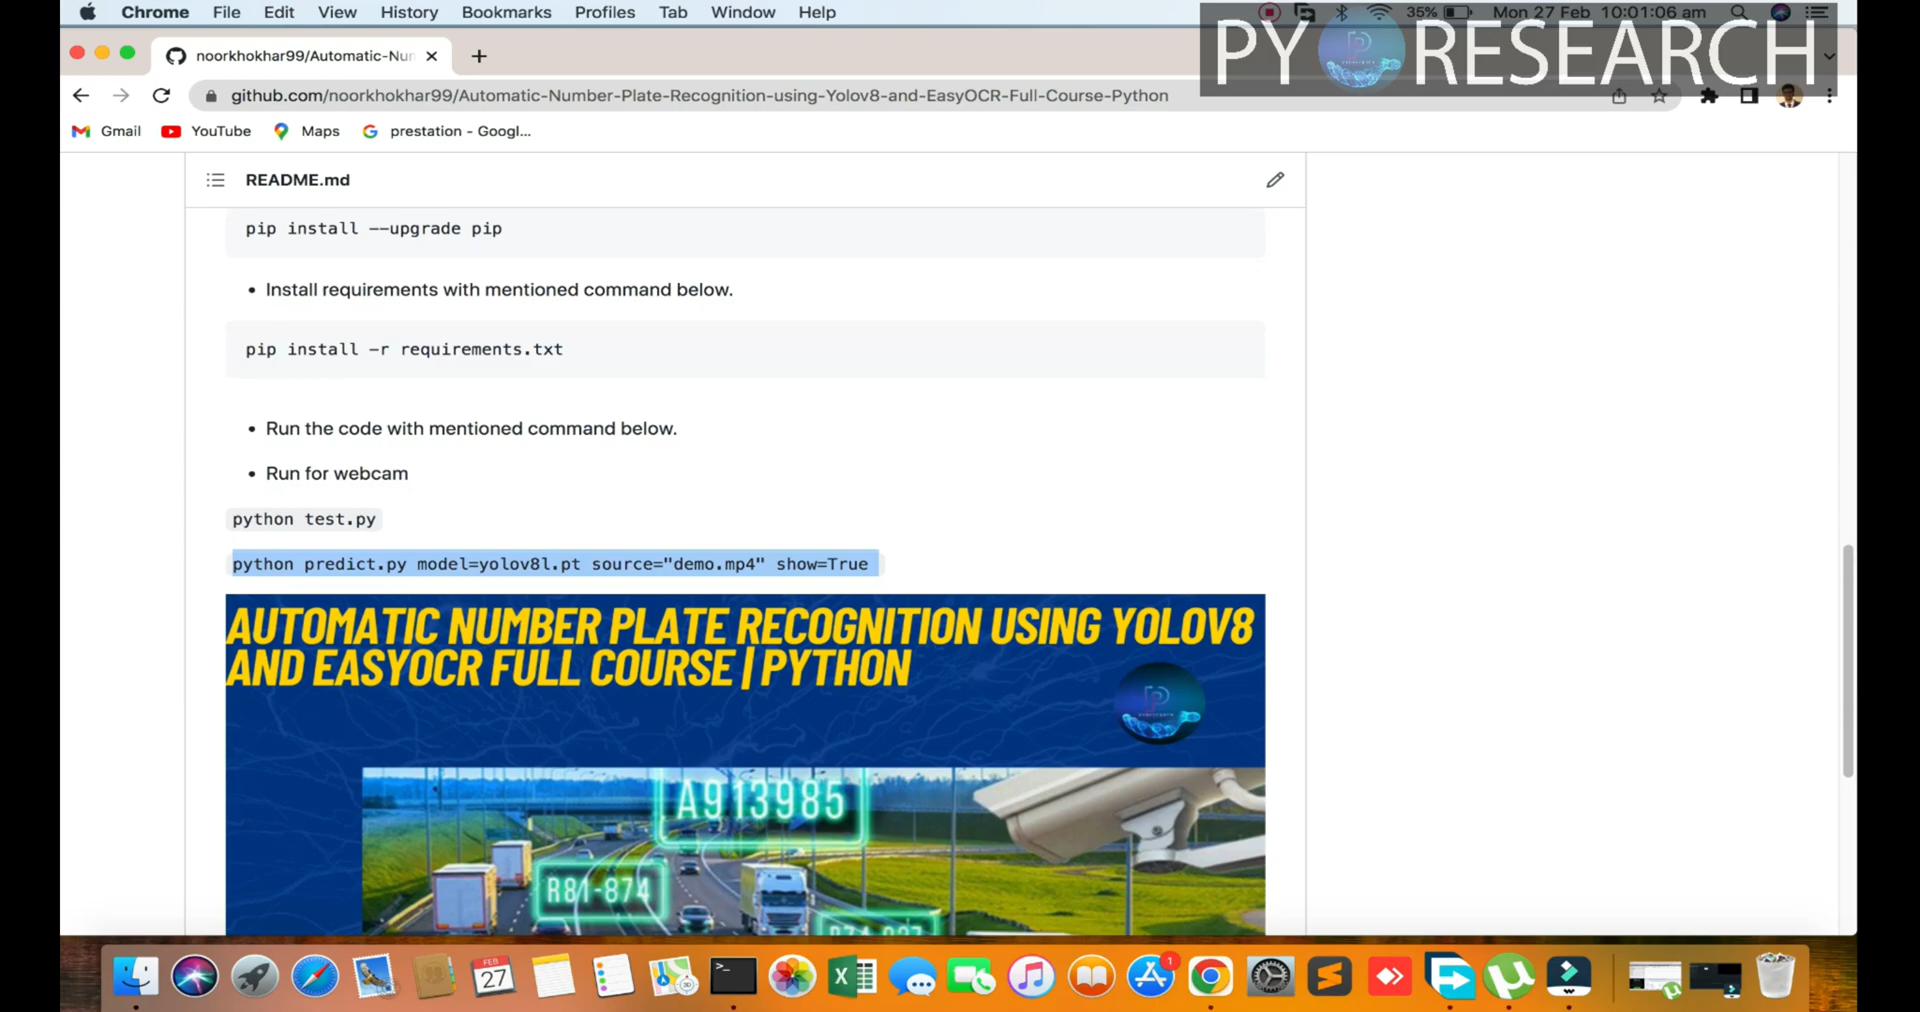 Chrome File Edit View History Bookmarks Profiles Tab Window Help
35% Mon 27 Feb 10:01:06 am
PY RESEARCH
noorkhokhar99/Automatic-Nun
github.com/noorkhokhar99/Automatic-Number-Plate-Recognition-using-Yolov8-and-EasyOCR-Full-Course-Python
Gmail YouTube Maps prestation - Googl...
README.md
pip install --upgrade pip
• Install requirements with mentioned command below.
pip install -r requirements.txt
• Run the code with mentioned command below.
• Run for webcam
python test.py
python predict.py model=yolov8l.pt source="demo.mp4" show=True
AUTOMATIC NUMBER PLATE RECOGNITION USING YOLOV8
AND EASYOCR FULL COURSE | PYTHON
A913985
R81-874
FEB
27
1